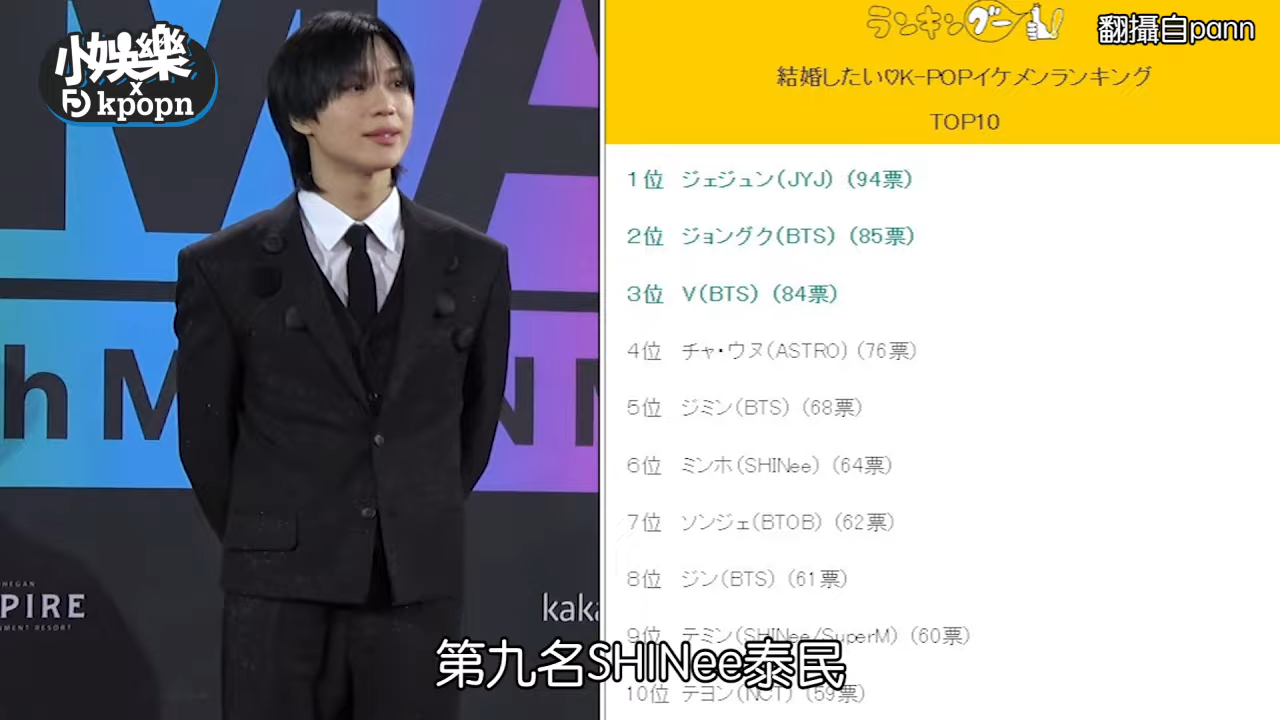 小娛樂
x
kpopn
MA
h M
N M
HEGAN
PIRE
NMENT RESORT
kaka
ランキングー!
翻攝自pann
結婚したい♡K-POPイケメンランキング
TOP10
1位 ジェジュン(JYJ) (94票)
2位 ジョングク(BTS) (85票)
3位 V(BTS) (84票)
4位 チャ・ウヌ(ASTRO) (76票)
5位 ジミン(BTS) (68票)
6位 ミンホ(SHINee) (64票)
7位 ソンジェ(BTOB) (62票)
8位 ジン(BTS) (61票)
9位 テミン(SHINee/SuperM) (60票)
第九名SHINee泰民
10位 テヨン(NCT) (59票)